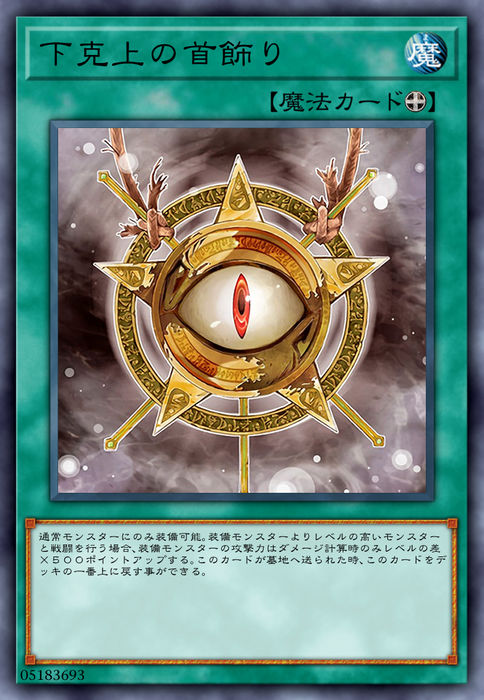 下克上の首飾り
魔
【魔法カード】
通常モンスターにのみ装備可能。装備モンスターよりレベルの高いモンスター
と戦闘を行う場合、装備モンスターの攻撃力はダメージ計算時のみレベルの差
×５００ポイントアップする。このカードが墓地へ送られた時、このカードをデ
ッキの一番上に戻す事ができる。
05183693